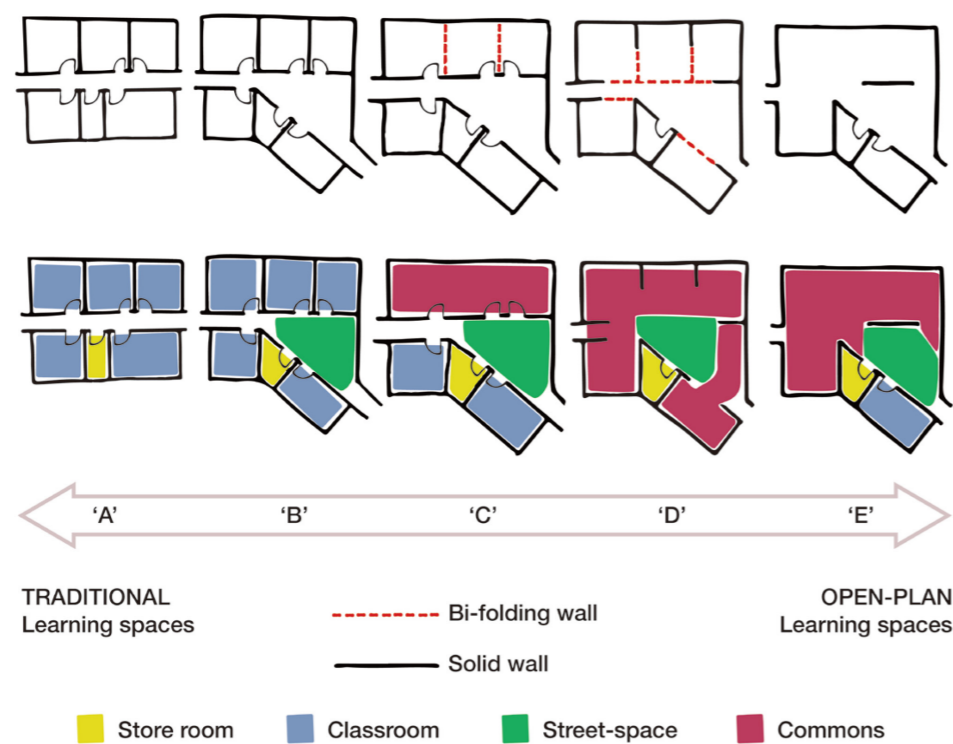 ‘A’ ‘B’ ‘C’ ‘D’ ‘E’
TRADITIONAL
Learning spaces
OPEN-PLAN
Learning spaces
Bi-folding wall
Solid wall
Store room
Classroom
Street-space
Commons